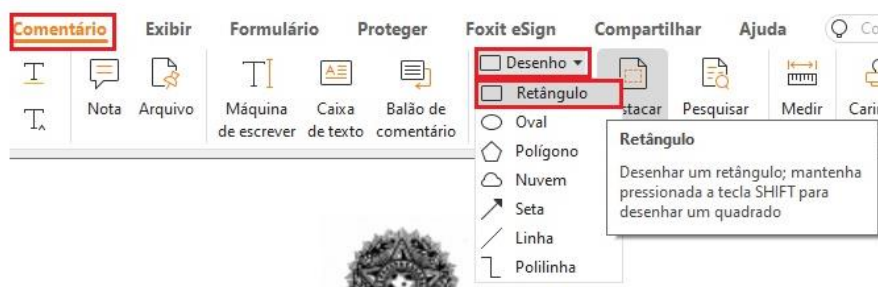 Comentário Exibir Formulário Proteger Foxit eSign Compartilhar Ajuda
Desenho
Nota Arquivo Máquina de escrever Caixa de texto Balão de comentário
Pesquisar Medir
Retângulo
Oval
Polígono
Nuvem
Seta
Linha
Polilinha
Retângulo
Desenhar um retângulo; mantenha
pressionada a tecla SHIFT para
desenhar um quadrado